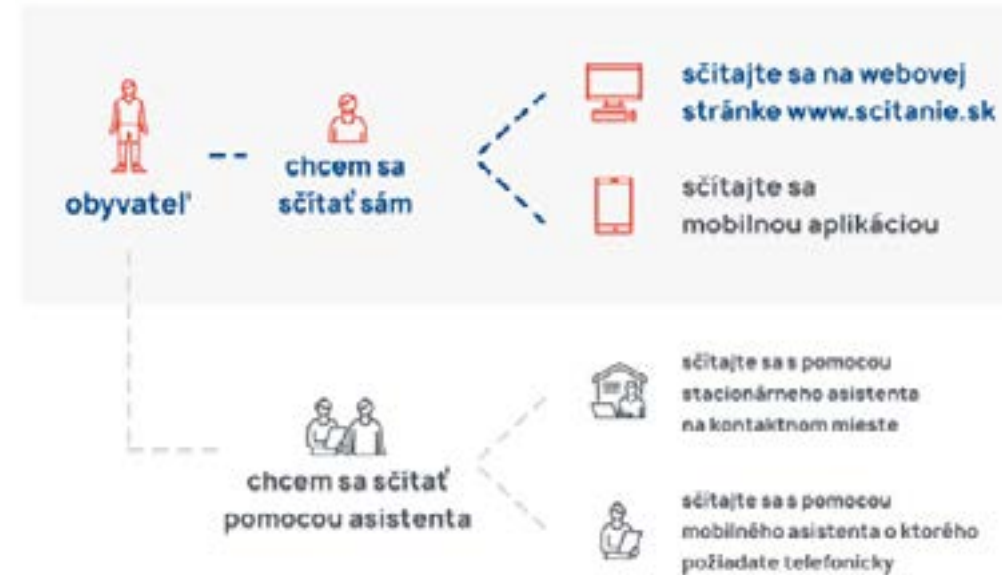 obyvateľ
chcem sa
sčítať sám
sčítajte sa na webovej
stránke www.scitanie.sk
sčítajte sa
mobilnou aplikáciou
chcem sa sčítať
pomocou asistenta
sčítajte sa s pomocou
stacionárneho asistenta
na kontaktnom mieste
sčítajte sa s pomocou
mobilného asistenta o ktorého
požiadate telefonicky